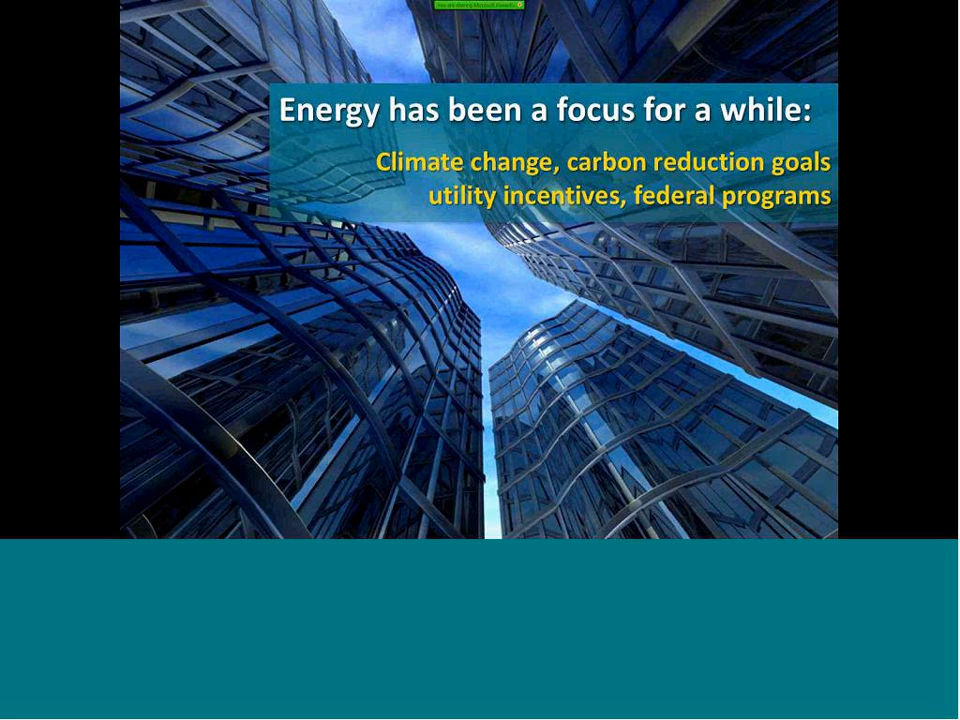 Energy has been a focus for a while:
Climate change, carbon reduction goals
utility incentives, federal programs